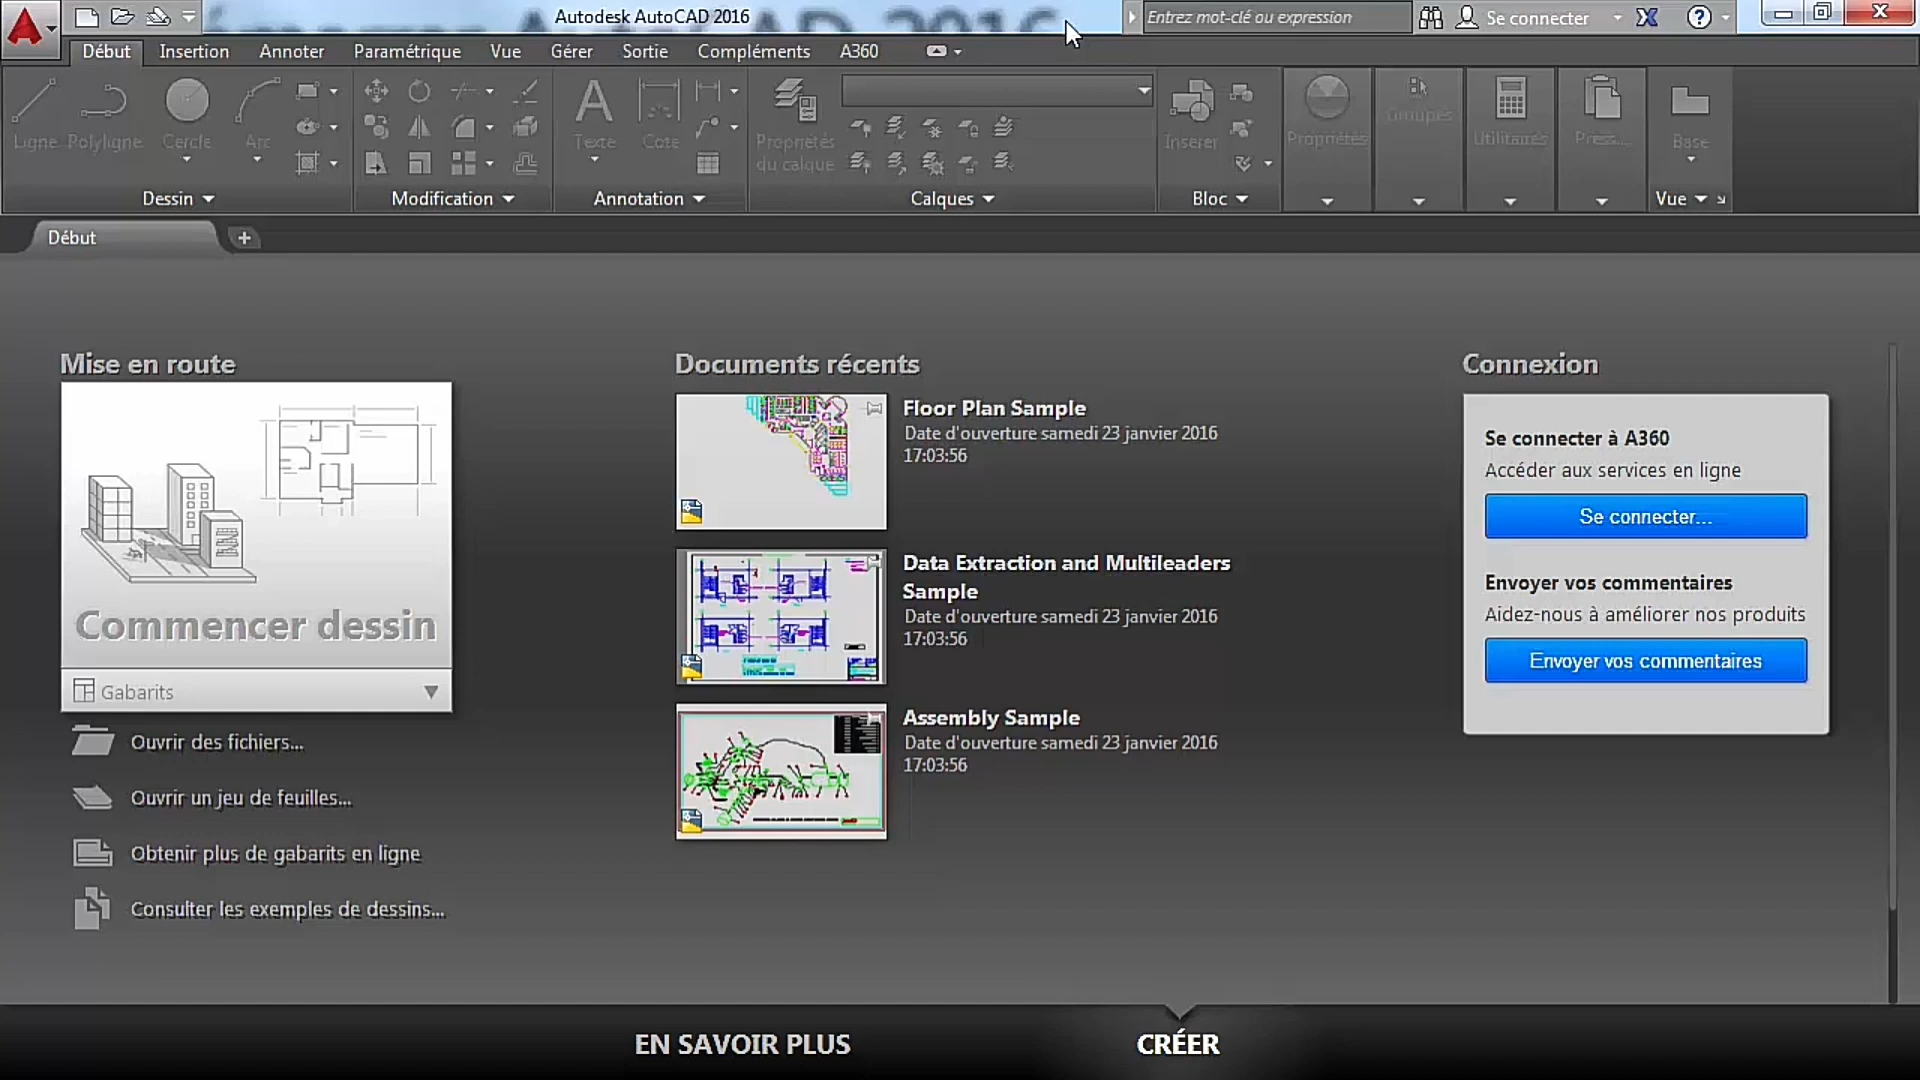 Autodesk AutoCAD 2016
Entrez mot-clé ou expression
Se connecter
Début
Insertion
Annoter
Paramétrique
Vue
Gérer
Sortie
Compléments
A360
Ligne
Polyligne
Cercle
Arc
Texte
Cote
Propriétés
du calque
Insérer
Propriétés
Groupes
Utilitaires
Press...
Base
Dessin
Modification
Annotation
Calques
Bloc
Vue
Début
Mise en route
Commencer dessin
Gabarits
Ouvrir des fichiers...
Ouvrir un jeu de feuilles...
Obtenir plus de gabarits en ligne
Consulter les exemples de dessins...
Documents récents
Floor Plan Sample
Date d'ouverture samedi 23 janvier 2016
17:03:56
Data Extraction and Multileaders
Sample
Date d'ouverture samedi 23 janvier 2016
17:03:56
Assembly Sample
Date d'ouverture samedi 23 janvier 2016
17:03:56
Connexion
Se connecter à A360
Accéder aux services en ligne
Se connecter...
Envoyer vos commentaires
Aidez-nous à améliorer nos produits
Envoyer vos commentaires
EN SAVOIR PLUS
CRÉER